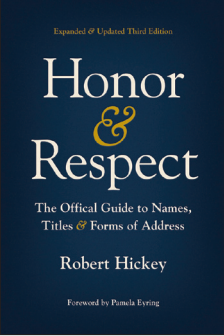 Expanded & Updated Third Edition
Honor
&
Respect
The Offical Guide to Names,
Titles & Forms of Address
Robert Hickey
Foreword by Pamela Eyring